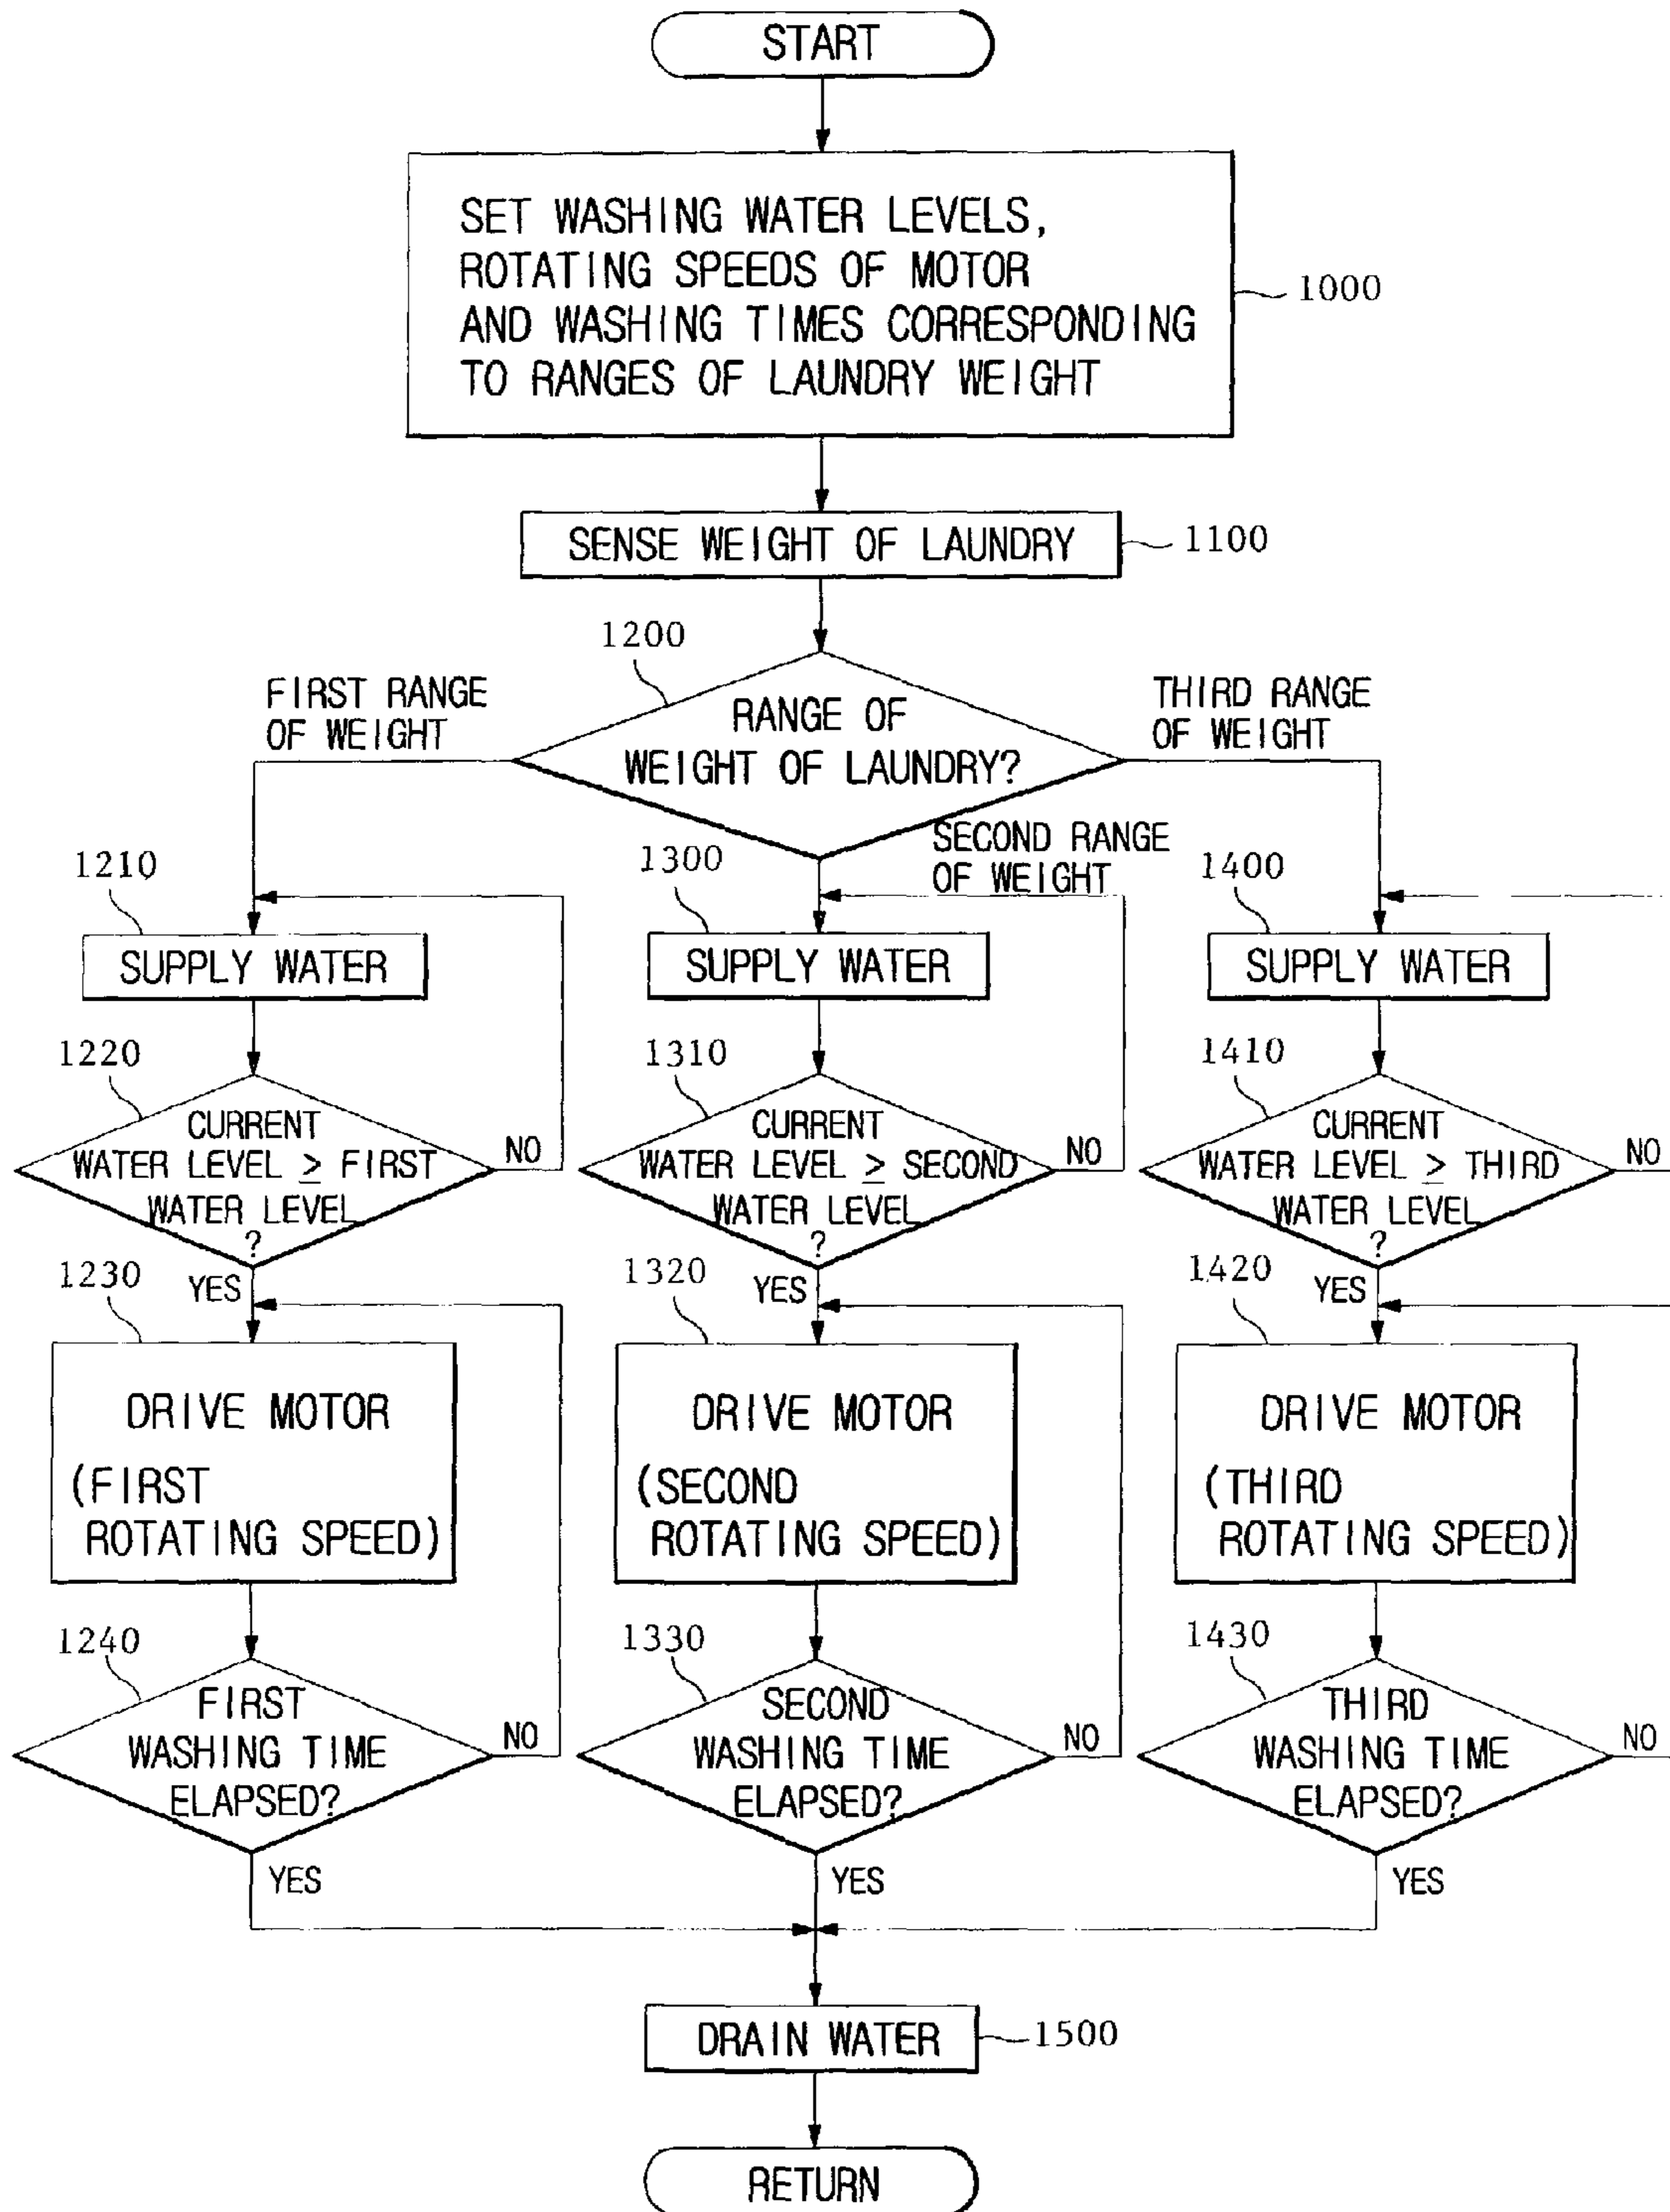 START
SET WASHING WATER LEVELS,
ROTATING SPEEDS OF MOTOR
AND WASHING TIMES CORRESPONDING
TO RANGES OF LAUNDRY WEIGHT
1000
SENSE WEIGHT OF LAUNDRY
1100
1200
RANGE OF
WEIGHT OF LAUNDRY?
FIRST RANGE
OF WEIGHT
SECOND RANGE
OF WEIGHT
THIRD RANGE
OF WEIGHT
1210
SUPPLY WATER
1220
CURRENT
WATER LEVEL ≥ FIRST
WATER LEVEL
?
NO
YES
1230
DRIVE MOTOR
(FIRST
ROTATING SPEED)
1240
FIRST
WASHING TIME
ELAPSED?
NO
YES
1300
SUPPLY WATER
1310
CURRENT
WATER LEVEL ≥ SECOND
WATER LEVEL
?
NO
YES
1320
DRIVE MOTOR
(SECOND
ROTATING SPEED)
1330
SECOND
WASHING TIME
ELAPSED?
NO
YES
1400
SUPPLY WATER
1410
CURRENT
WATER LEVEL ≥ THIRD
WATER LEVEL
?
NO
YES
1420
DRIVE MOTOR
(THIRD
ROTATING SPEED)
1430
THIRD
WASHING TIME
ELAPSED?
NO
YES
DRAIN WATER
1500
RETURN